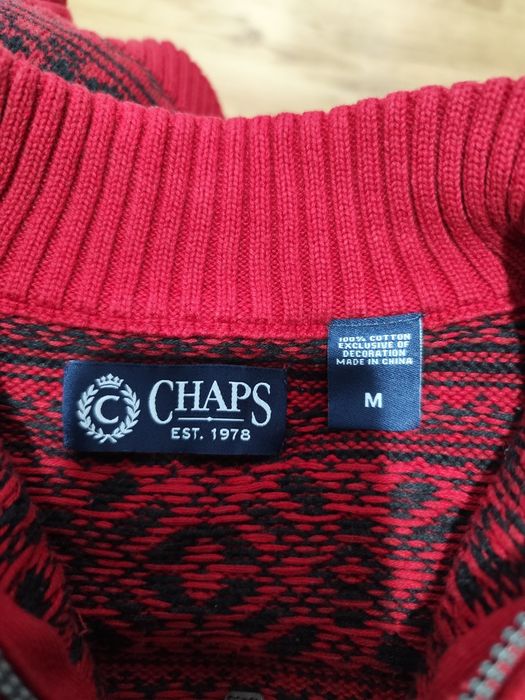 100% COTTON
EXCLUSIVE OF
DECORATION
MADE IN CHINA
M
C CHAPS
EST. 1978